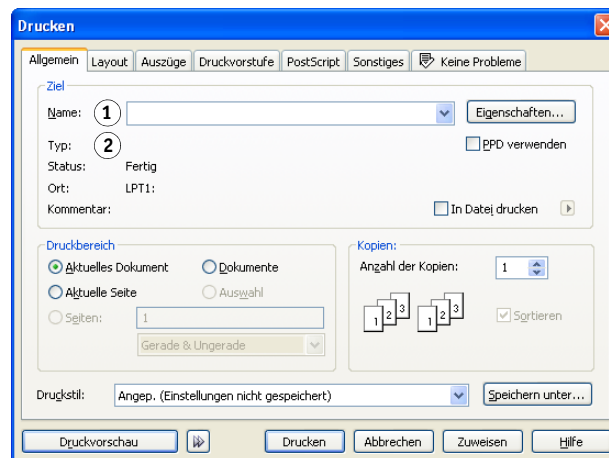 Drucken
Allgemein Layout Auszüge Druckvorstufe PostScript Sonstiges Keine Probleme
Ziel
Name: 1 Eigenschaften...
Typ: 2 PPD verwenden
Status: Fertig
Ort: LPT1:
Kommentar: In Datei drucken
Druckbereich Kopien:
Aktuelles Dokument Dokumente Anzahl der Kopien: 1
Aktuelle Seite Auswahl
1 2 3 1 2 3 Sortieren
Seiten: 1
Gerade & Ungerade
Druckstil: Angep. (Einstellungen nicht gespeichert) Speichern unter...
Druckvorschau Drucken Abbrechen Zuweisen Hilfe